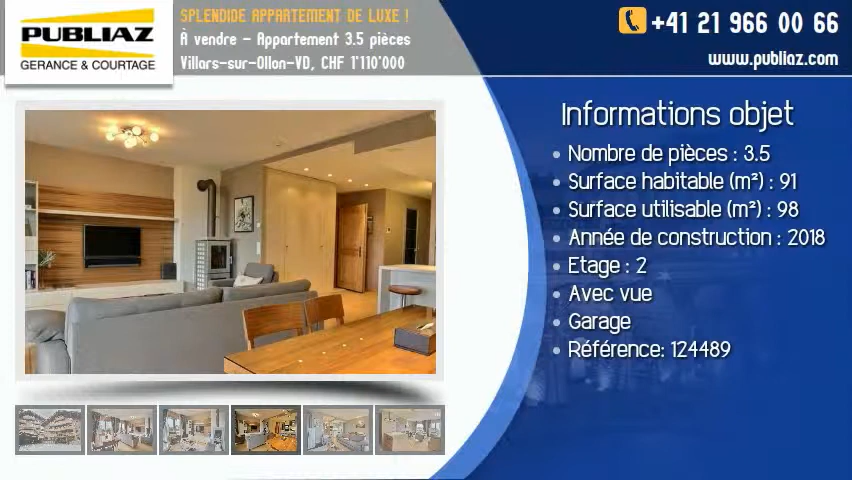 PUBLIAZ
GERANCE & COURTAGE
SPLENDIDE APPARTEMENT DE LUXE !
À vendre - Appartement 3.5 pièces
Villars-sur-Ollon-VD, CHF 1'110'000
+41 21 966 00 66
www.publiaz.com
Informations objet
• Nombre de pièces : 3.5
• Surface habitable (m²) : 91
• Surface utilisable (m²) : 98
• Année de construction : 2018
• Etage : 2
• Avec vue
• Garage
• Référence: 124489